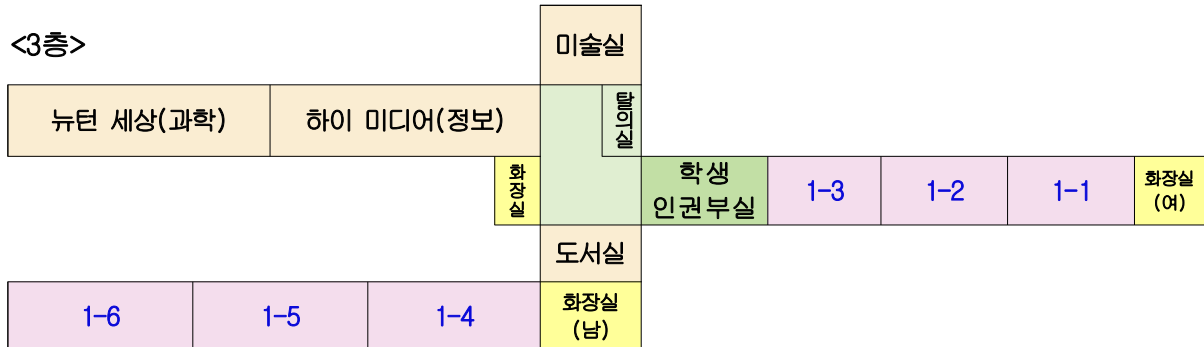 <3층>
미술실
뉴턴 세상(과학)
하이 미디어(정보)
탈의실
화장실
학생
인권부실
1-3
1-2
1-1
화장실
(여)
도서실
1-6
1-5
1-4
화장실
(남)